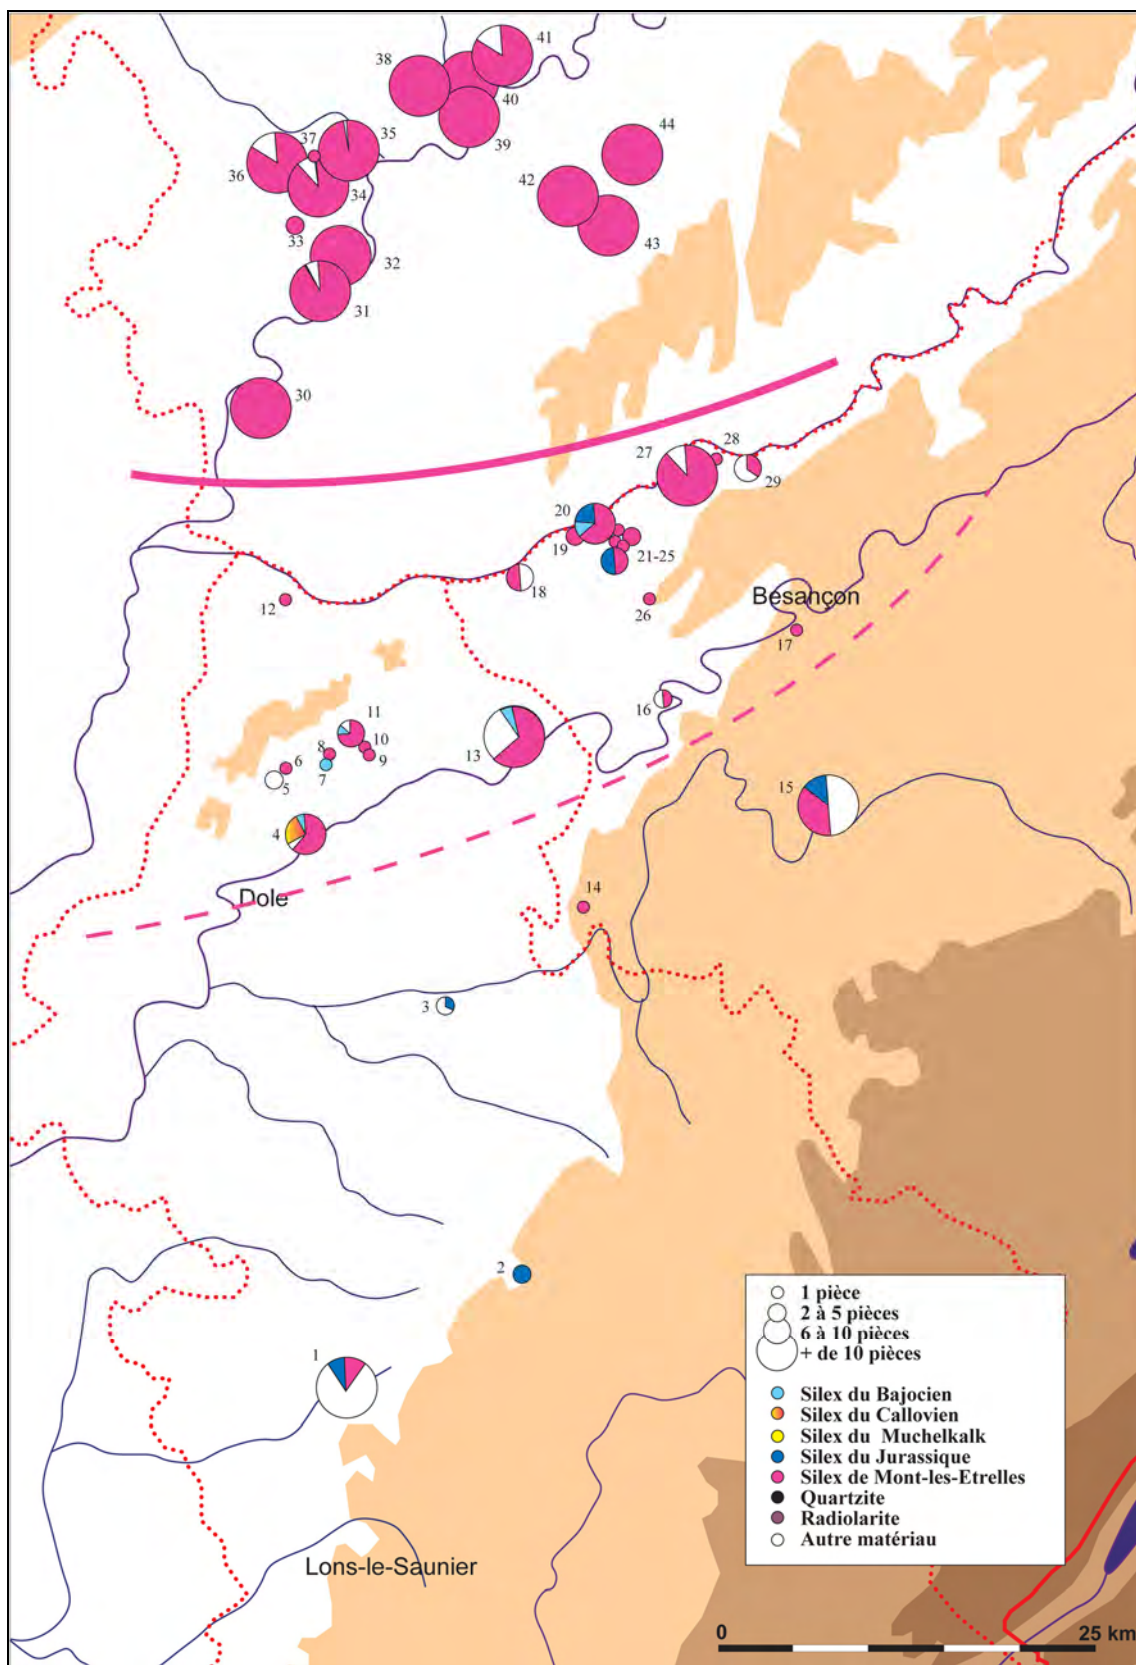 41
38
40
35
37
39
44
36
34
42
33
43
32
31
30
28
27
29
20
19
21-25
18
12
26
Besançon
17
16
11
13
10
8
9
6
7
5
15
4
Dole
14
3
2
1 pièce
2 à 5 pièces
6 à 10 pièces
+ de 10 pièces
1
Silex du Bajocien
Silex du Callovien
Silex du Muchelkalk
Silex du Jurassique
Silex de Mont-les-Etrelles
Quartzite
Radiolarite
Autre matériau
Lons-le-Saunier
0 25 km